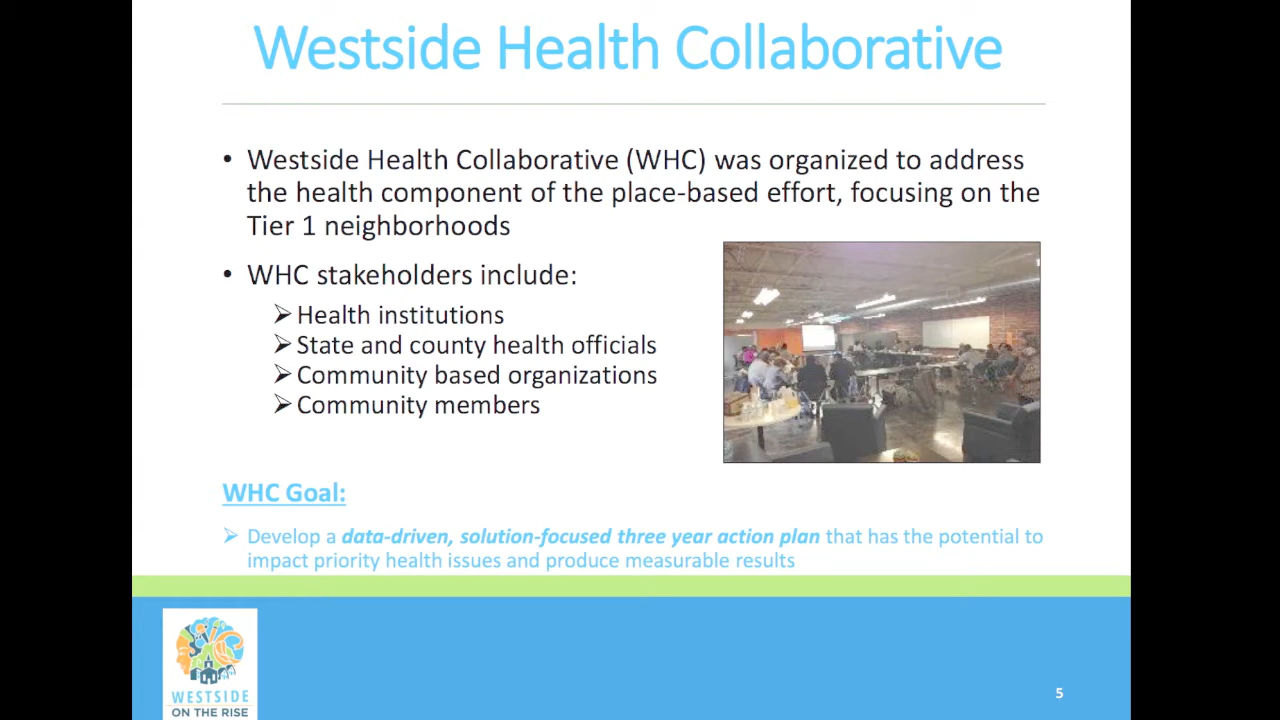 Westside Health Collaborative
• Westside Health Collaborative (WHC) was organized to address
the health component of the place-based effort, focusing on the
Tier 1 neighborhoods
• WHC stakeholders include:
➢ Health institutions
➢ State and county health officials
➢ Community based organizations
➢ Community members
WHC Goal:
➢ Develop a data-driven, solution-focused three year action plan that has the potential to
impact priority health issues and produce measurable results
WESTSIDE
ON THE RISE
5